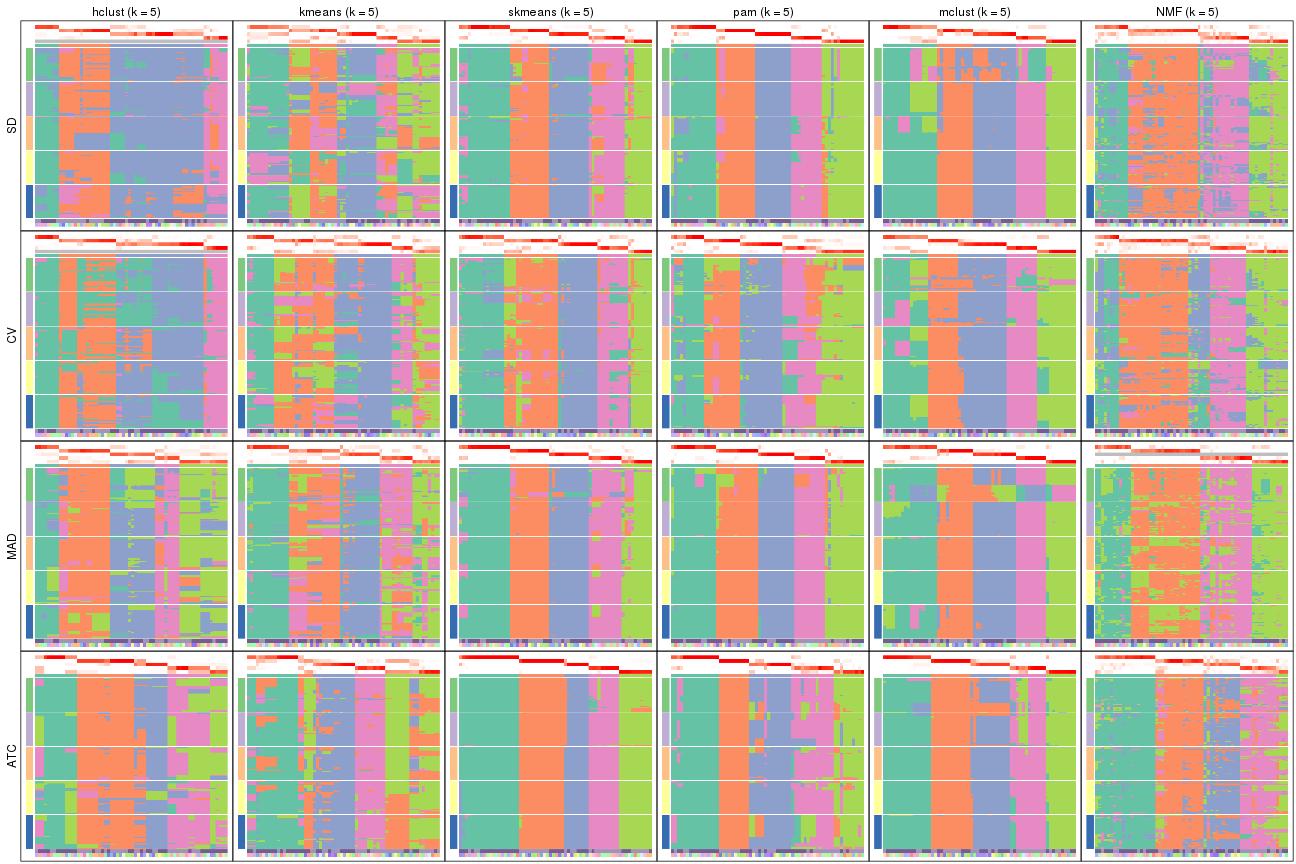 hclust (k = 5) kmeans (k = 5) skmeans (k = 5) pam (k = 5) mclust (k = 5) NMF (k = 5)
SD
CV
MAD
ATC